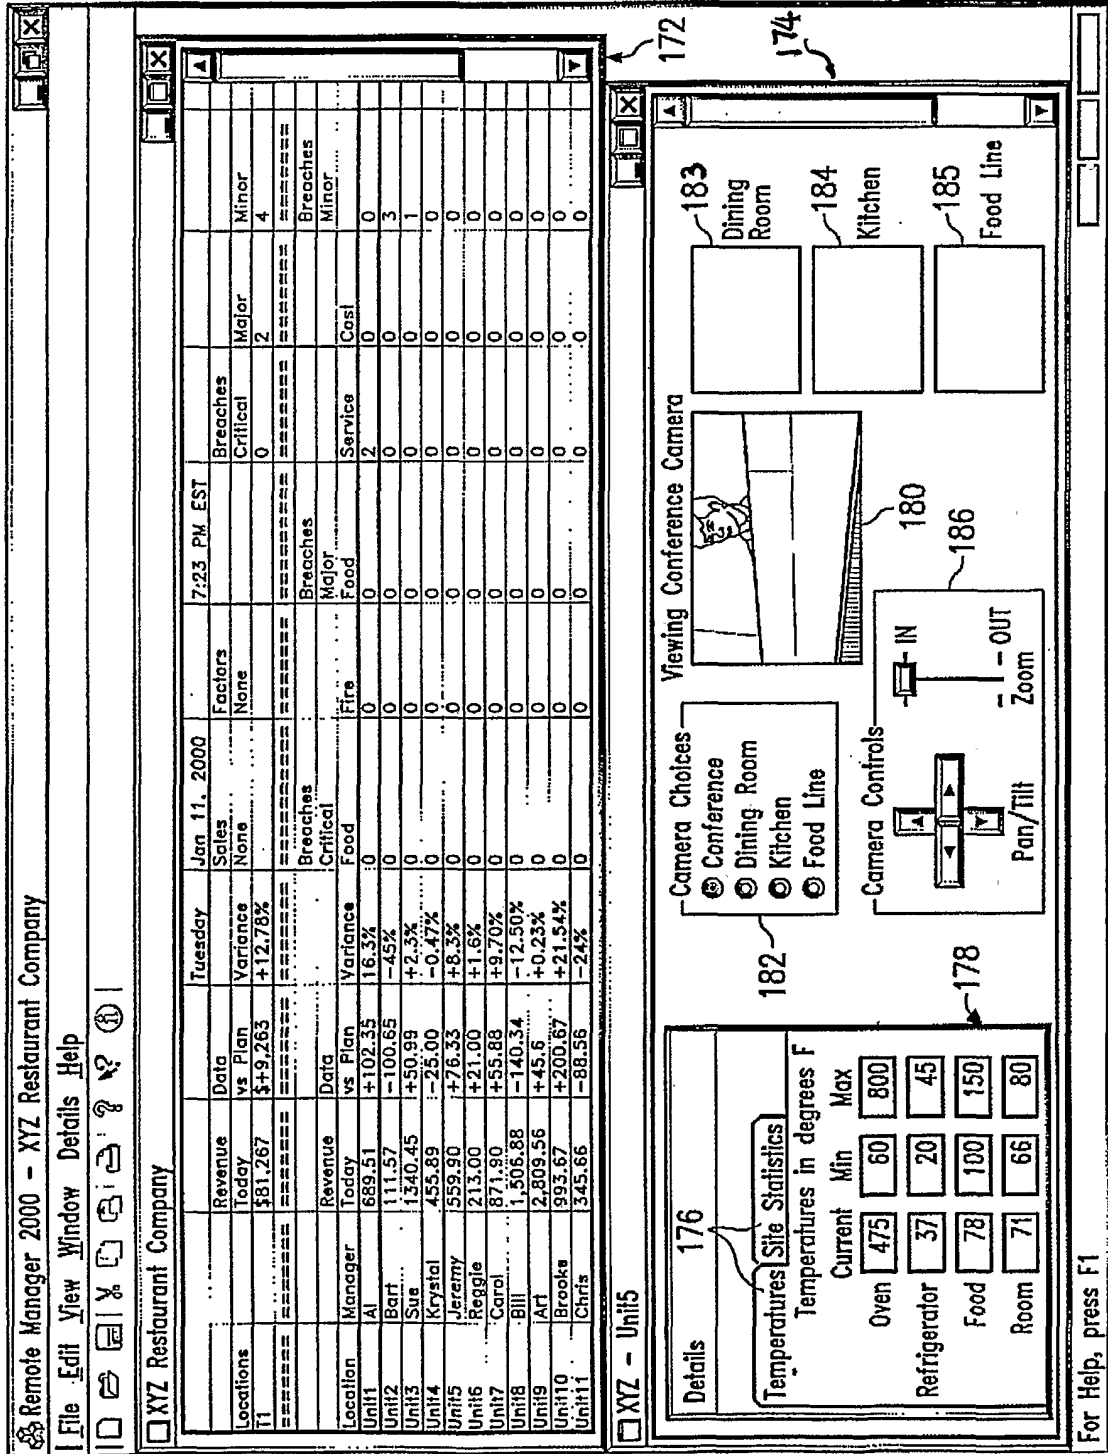 Remote Manager 2000 - XYZ Restaurant Company
File Edit View Window Details Help
XYZ Restaurant Company
Tuesday Jan 11, 2000 7:23 PM EST
Revenue Data Sales Factors Breaches
Locations Today vs Plan Variance None None Critical Major Minor
T1 $81,267 $+9,263 +12.78% 0 2 4
Breaches Breaches Breaches
Revenue Data Critical Major Minor
Location Manager Today vs Plan Variance Food Fire Food Service Cost
Unit1 Al 689.51 +102.35 16.3% 0 0 0 2 0 0
Unit2 Bart 111.57 -100.65 -45% 0 0 0 0 0 3
Unit3 Sue 1340.45 +50.99 +2.3% 0 0 0 0 0 1
Unit4 Krystal 455.89 -25.00 -0.47% 0 0 0 0 0 0
Unit5 Jeremy 559.90 +76.33 +8.3% 0 0 0 0 0 0
Unit6 Reggie 213.00 +21.00 +1.6% 0 0 0 0 0 0
Unit7 Carol 871.90 +55.88 +9.70% 0 0 0 0 0 0
Unit8 Bill 1,506.88 -140.34 -12.50% 0 0 0 0 0 0
Unit9 Art 2,809.56 +45.6 +0.23% 0 0 0 0 0 0
Unit10 Brooke 993.67 +200.67 +21.54% 0 0 0 0 0 0
Unit11 Chris 345.66 -88.56 -24% 0 0 0 0 0 0
172
XYZ - Unit5
174
Details
176
Temperatures Site Statistics
Temperatures in degrees F
Current Min Max
Oven 475 60 800
Refrigerator 37 20 45
Food 78 100 150
Room 71 66 80
178
Camera Choices
Conference
Dining Room
Kitchen
Food Line
182
Viewing Conference Camera
180
Camera Controls
IN
OUT
Pan/Tilt Zoom
186
183
Dining Room
184
Kitchen
185
Food Line
For Help, press F1